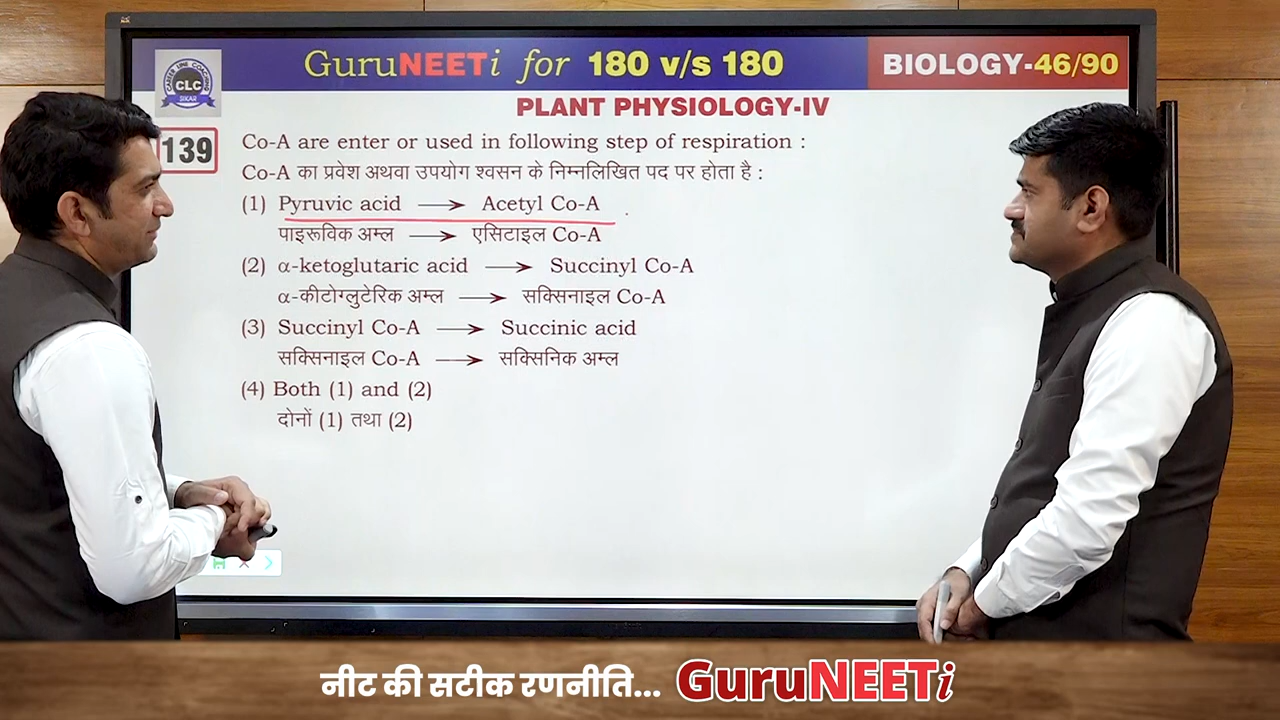 GuruNEETi for 180 v/s 180
BIOLOGY-46/90
CLC
SIKAR
PLANT PHYSIOLOGY-IV
139
Co-A are enter or used in following step of respiration :
Co-A का प्रवेश अथवा उपयोग श्वसन के निम्नलिखित पद पर होता है :
(1) Pyruvic acid ⟶ Acetyl Co-A
पाइरूविक अम्ल ⟶ एसिटाइल Co-A
(2) α-ketoglutaric acid ⟶ Succinyl Co-A
α-कीटोग्लुटेरिक अम्ल ⟶ सक्सिनाइल Co-A
(3) Succinyl Co-A ⟶ Succinic acid
सक्सिनाइल Co-A ⟶ सक्सिनिक अम्ल
(4) Both (1) and (2)
दोनों (1) तथा (2)
नीट की सटीक रणनीति... GuruNEETi